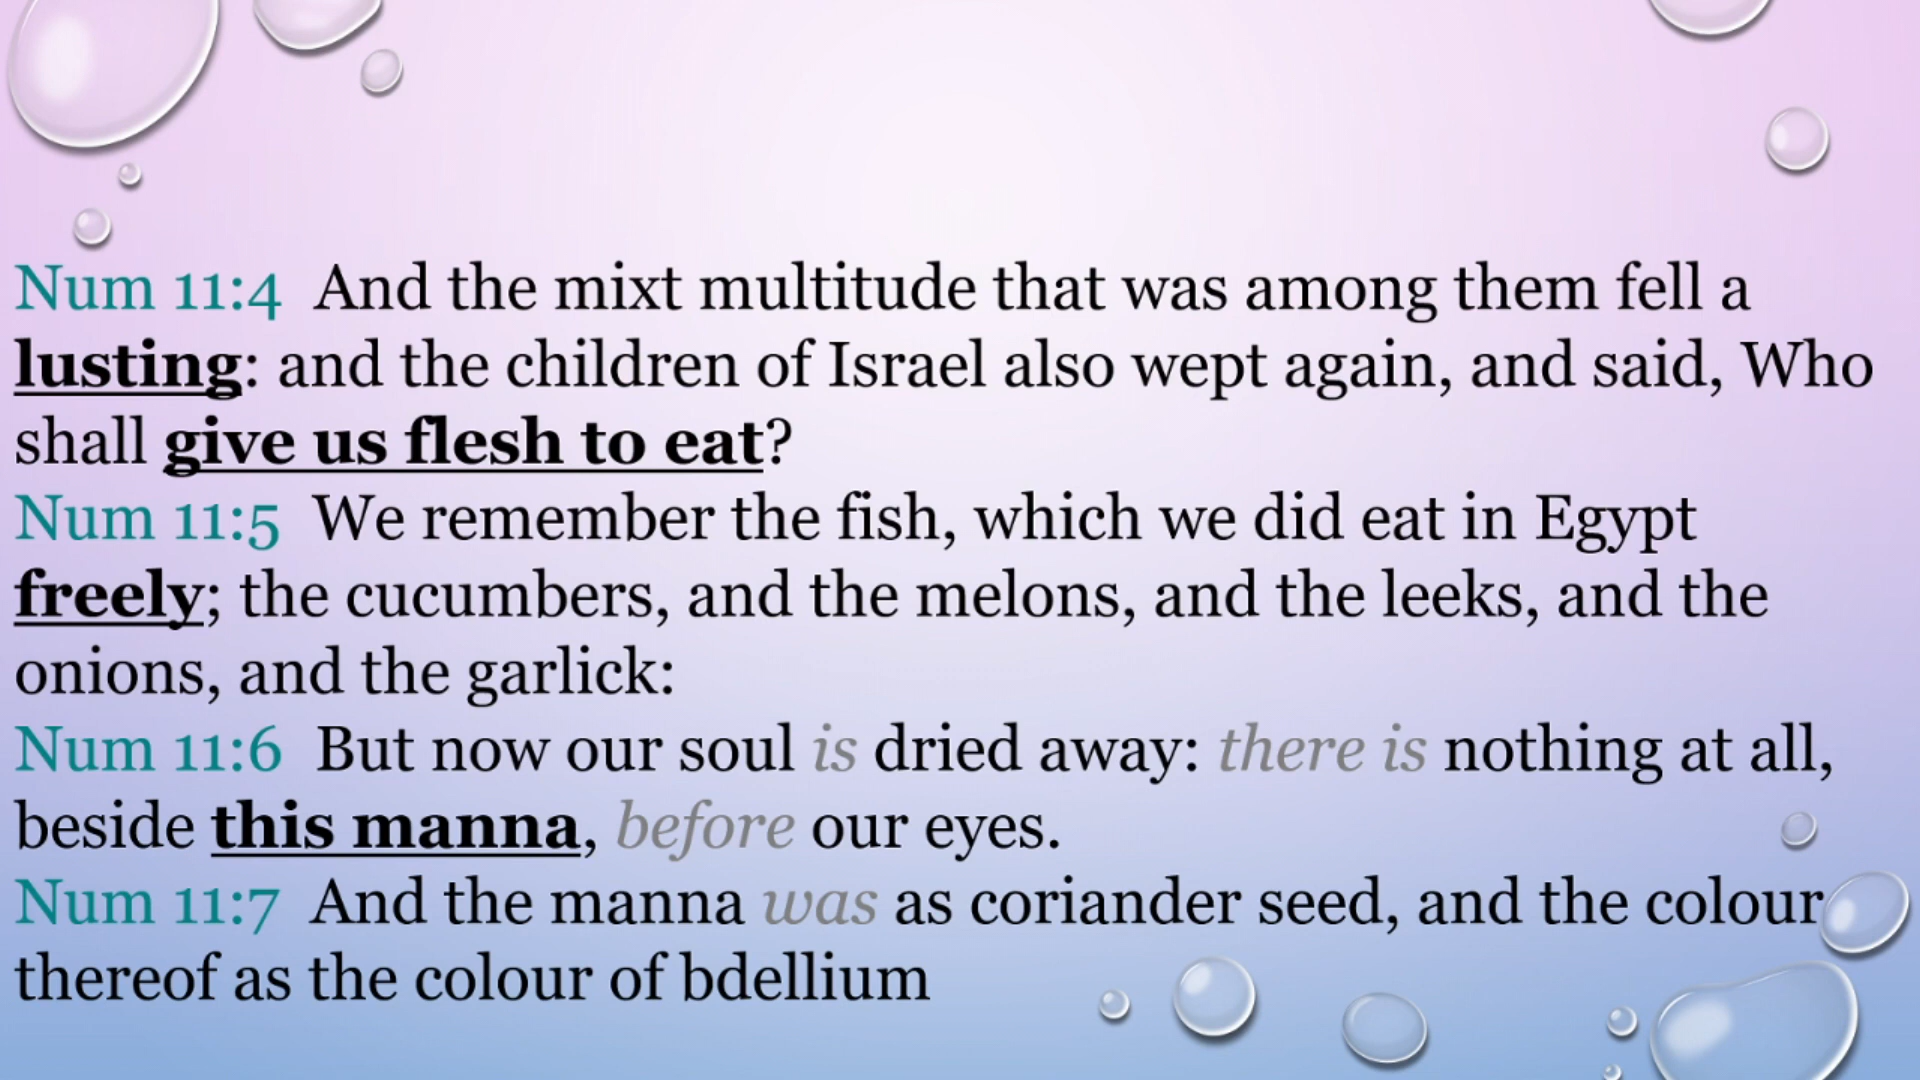 Num 11:4  And the mixt multitude that was among them fell a
lusting: and the children of Israel also wept again, and said, Who
shall give us flesh to eat?
Num 11:5  We remember the fish, which we did eat in Egypt
freely; the cucumbers, and the melons, and the leeks, and the
onions, and the garlick:
Num 11:6  But now our soul is dried away: there is nothing at all,
beside this manna, before our eyes.
Num 11:7  And the manna was as coriander seed, and the colour
thereof as the colour of bdellium